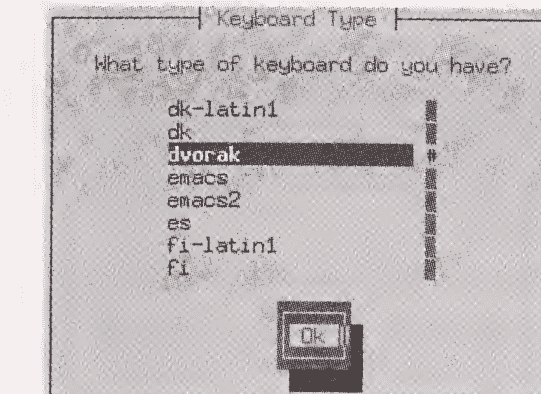 Keyboard Type
What type of keyboard do you have?
dk-latin1
dk
dvorak
#
emacs
emacs2
es
fi-latin1
fi
Ok